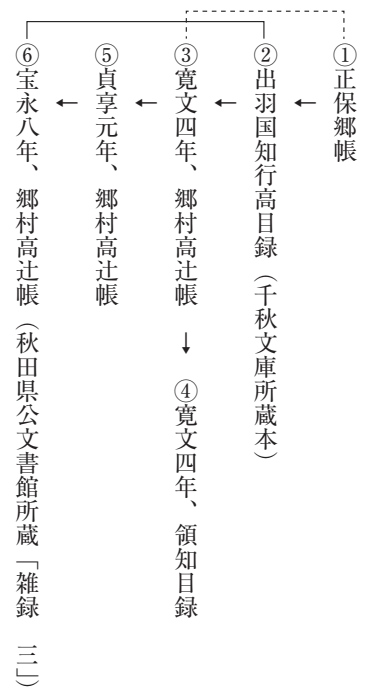 ①正保郷帳
②出羽国知行高目録（千秋文庫所蔵本）
③寛文四年、郷村高辻帳
④寛文四年、領知目録
⑤貞享元年、郷村高辻帳
⑥宝永八年、郷村高辻帳（秋田県公文書館所蔵「雑録　三」）